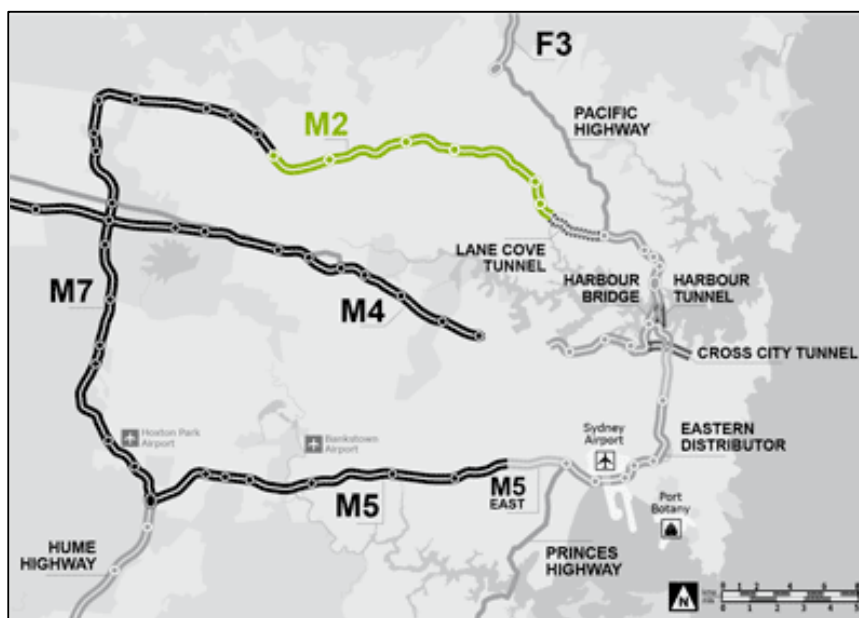 F3
M2
PACIFIC
HIGHWAY
LANE COVE
TUNNEL
HARBOUR
BRIDGE
HARBOUR
TUNNEL
M7
M4
CROSS CITY TUNNEL
Hoxton Park
Airport
Bankstown
Airport
Sydney
Airport
EASTERN
DISTRIBUTOR
M5
M5
EAST
Port
Botany
HUME
HIGHWAY
PRINCES
HIGHWAY
N